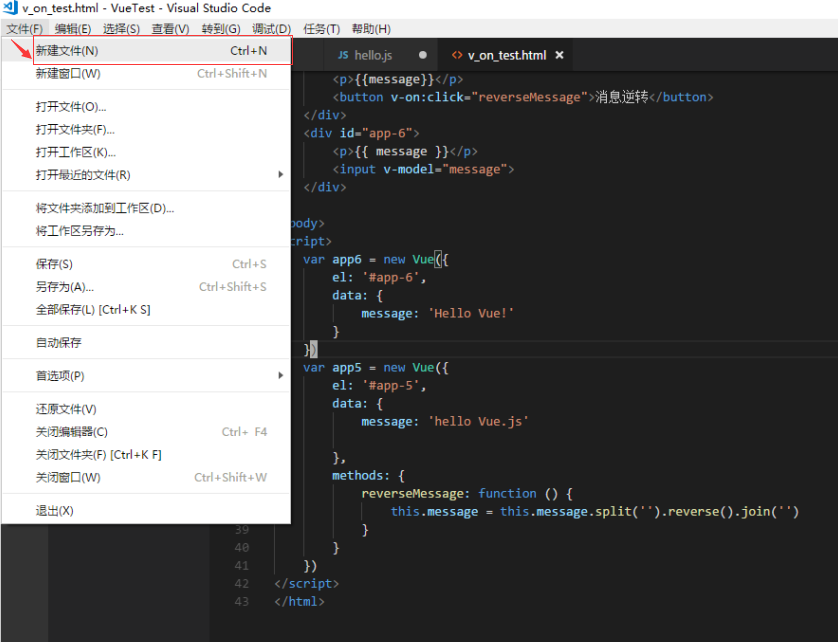 v_on_test.html - VueTest - Visual Studio Code
文件(F) 编辑(E) 选择(S) 查看(V) 转到(G) 调试(D) 任务(T) 帮助(H)
新建文件(N) Ctrl+N
新建窗口(W) Ctrl+Shift+N
打开文件(O)...
打开文件夹(F)...
打开工作区(K)...
打开最近的文件(R)
将文件夹添加到工作区(D)...
将工作区另存为...
保存(S) Ctrl+S
另存为(A)... Ctrl+Shift+S
全部保存(L) [Ctrl+K S]
自动保存
首选项(P)
还原文件(V)
关闭编辑器(C) Ctrl+ F4
关闭文件夹(F) [Ctrl+K F]
关闭窗口(W) Ctrl+Shift+W
退出(X)
JS hello.js
<> v_on_test.html ×
<p>{{message}}</p>
<button v-on:click="reverseMessage">消息逆转</button>
</div>
<div id="app-6">
<p>{{ message }}</p>
<input v-model="message">
</div>
body>
cript>
var app6 = new Vue({
el: '#app-6',
data: {
message: 'Hello Vue!'
}
})
var app5 = new Vue({
el: '#app-5',
data: {
message: 'hello Vue.js'
},
methods: {
reverseMessage: function () {
this.message = this.message.split('').reverse().join('')
39 }
40 }
41 })
42 </script>
43 </html>